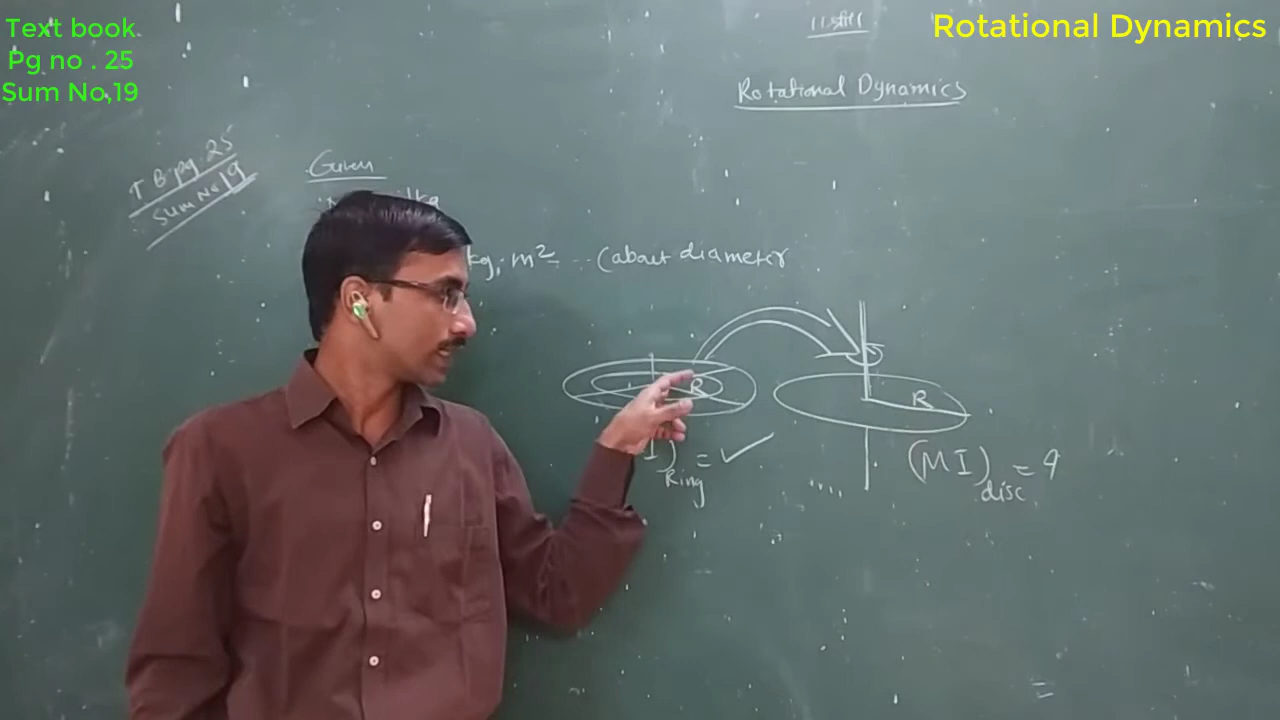 Text book.
Pg no . 25
Sum No,19
Rotational Dynamics
Rotational Dynamics
T B pg. 25
Sum No 19
Given
1kg
kg. m² ... (about diameter
R
R
I)Ring =
(MI)disc = ?
=